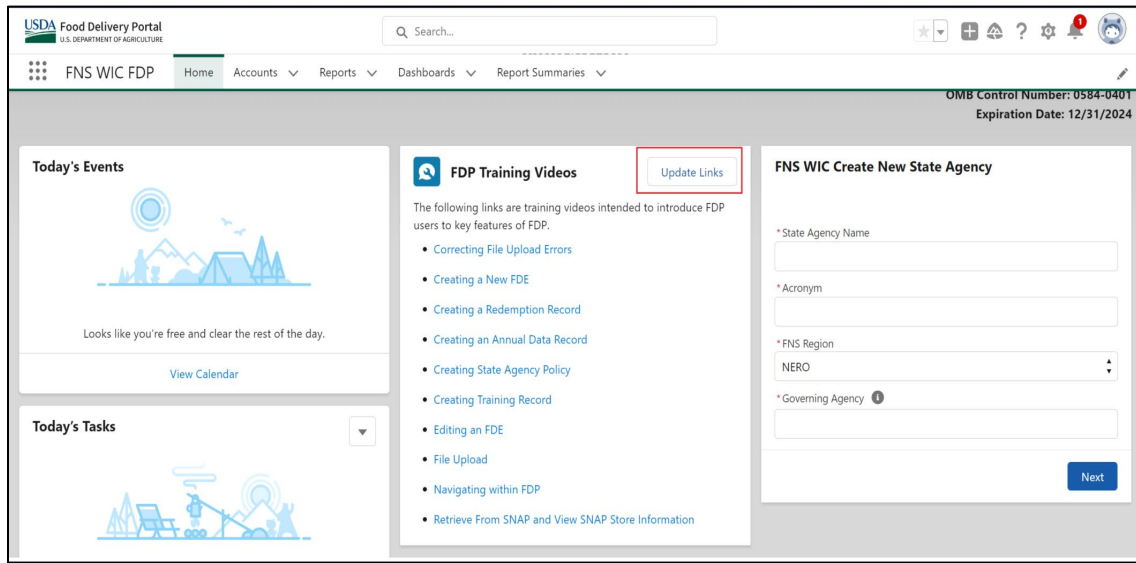 USDA Food Delivery Portal
U.S. DEPARTMENT OF AGRICULTURE
Search...
1
FNS WIC FDP
Home
Accounts
Reports
Dashboards
Report Summaries
OMB Control Number: 0584-0401
Expiration Date: 12/31/2024
Today's Events
Looks like you're free and clear the rest of the day.
View Calendar
Today's Tasks
FDP Training Videos
Update Links
The following links are training videos intended to introduce FDP
users to key features of FDP.
• Correcting File Upload Errors
• Creating a New FDE
• Creating a Redemption Record
• Creating an Annual Data Record
• Creating State Agency Policy
• Creating Training Record
• Editing an FDE
• File Upload
• Navigating within FDP
• Retrieve From SNAP and View SNAP Store Information
FNS WIC Create New State Agency
* State Agency Name
* Acronym
* FNS Region
NERO
* Governing Agency
Next